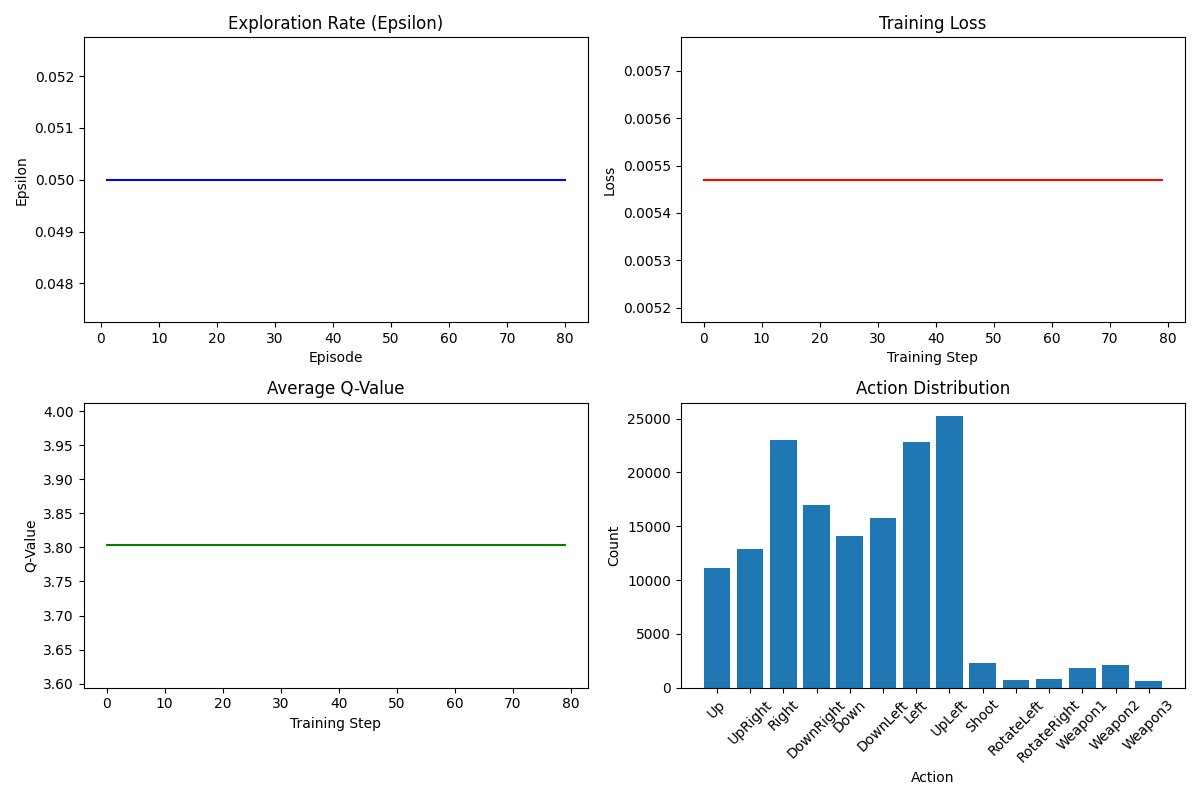 Exploration Rate (Epsilon)
0.052
0.051
0.050
0.049
0.048
Epsilon
0 10 20 30 40 50 60 70 80
Episode
Training Loss
0.0057
0.0056
0.0055
0.0054
0.0053
0.0052
Loss
0 10 20 30 40 50 60 70 80
Training Step
Average Q-Value
4.00
3.95
3.90
3.85
3.80
3.75
3.70
3.65
3.60
Q-Value
0 10 20 30 40 50 60 70 80
Training Step
Action Distribution
25000
20000
15000
10000
5000
0
Count
Up
UpRight
Right
DownRight
Down
DownLeft
Left
UpLeft
Shoot
RotateLeft
RotateRight
Weapon1
Weapon2
Weapon3
Action